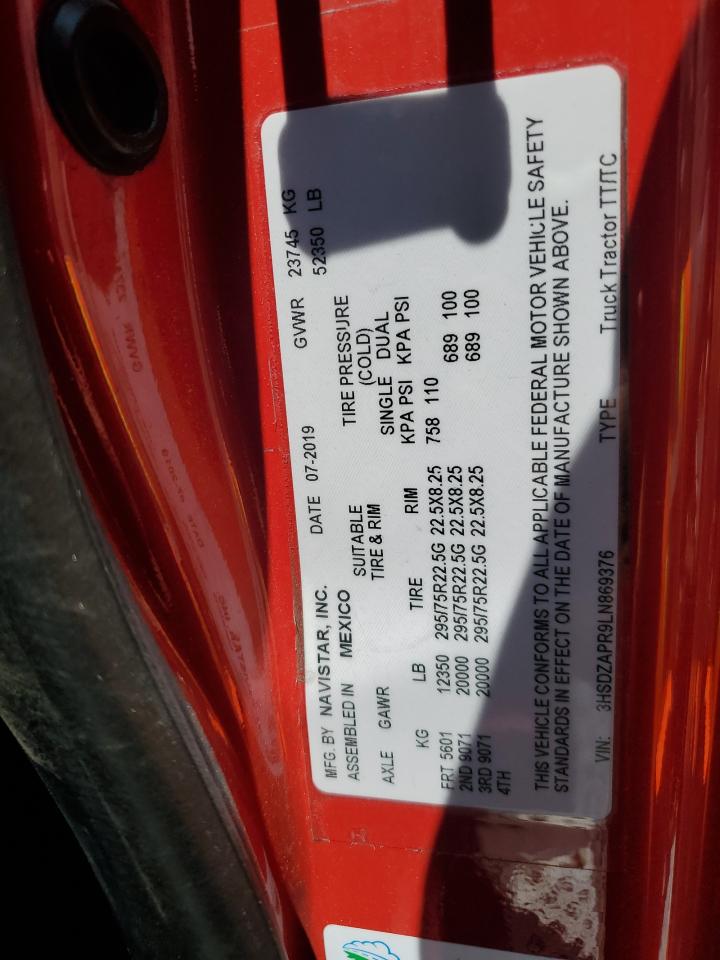 MFG. BY NAVISTAR, INC. DATE 07-2019 GVWR 23745 KG
ASSEMBLED IN MEXICO 52350 LB
SUITABLE TIRE PRESSURE
AXLE GAWR TIRE & RIM (COLD)
SINGLE DUAL
KG LB TIRE RIM KPA PSI KPA PSI
FRT 5601 12350 295/75R22.5G 22.5X8.25 758 110
2ND 9071 20000 295/75R22.5G 22.5X8.25 689 100
3RD 9071 20000 295/75R22.5G 22.5X8.25 689 100
4TH
THIS VEHICLE CONFORMS TO ALL APPLICABLE FEDERAL MOTOR VEHICLE SAFETY
STANDARDS IN EFFECT ON THE DATE OF MANUFACTURE SHOWN ABOVE.
VIN: 3HSDZAPR9LN869376 TYPE Truck Tractor TT/TC